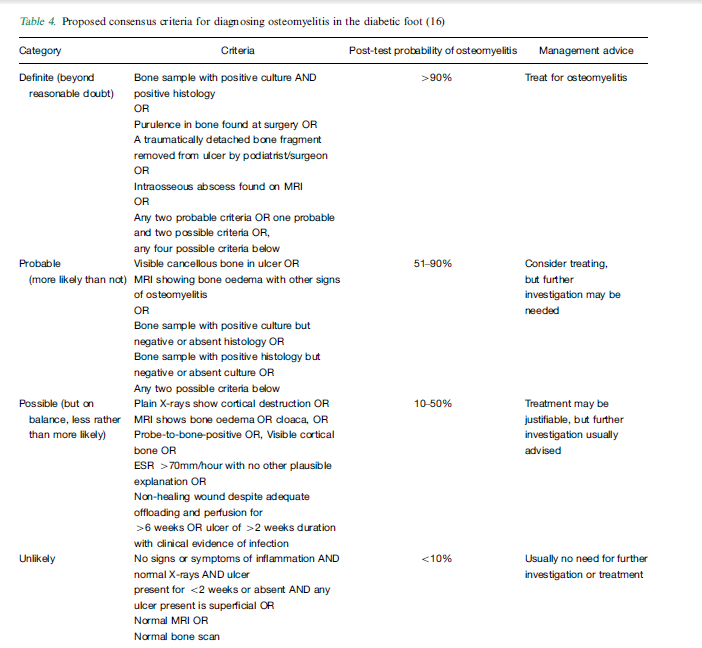 Table 4. Proposed consensus criteria for diagnosing osteomyelitis in the diabetic foot (16)
Category Criteria Post-test probability of osteomyelitis Management advice
Definite (beyond reasonable doubt) Bone sample with positive culture AND >90% Treat for osteomyelitis
positive histology
OR
Purulence in bone found at surgery OR
A traumatically detached bone fragment
removed from ulcer by podiatrist/surgeon
OR
Intraosseous abscess found on MRI
OR
Any two probable criteria OR one probable
and two possible criteria OR,
any four possible criteria below
Probable Visible cancellous bone in ulcer OR 51–90% Consider treating,
(more likely than not) MRI showing bone oedema with other signs but further
of osteomyelitis investigation may be
OR needed
Bone sample with positive culture but
negative or absent histology OR
Bone sample with positive histology but
negative or absent culture OR
Any two possible criteria below
Possible (but on Plain X-rays show cortical destruction OR 10–50% Treatment may be
balance, less rather MRI shows bone oedema OR cloaca, OR justifiable, but further
than more likely) Probe-to-bone-positive OR, Visible cortical investigation usually
bone OR advised
ESR >70mm/hour with no other plausible
explanation OR
Non-healing wound despite adequate
offloading and perfusion for
>6 weeks OR ulcer of >2 weeks duration
with clinical evidence of infection
Unlikely No signs or symptoms of inflammation AND <10% Usually no need for further
normal X-rays AND ulcer investigation or treatment
present for <2 weeks or absent AND any
ulcer present is superficial OR
Normal MRI OR
Normal bone scan